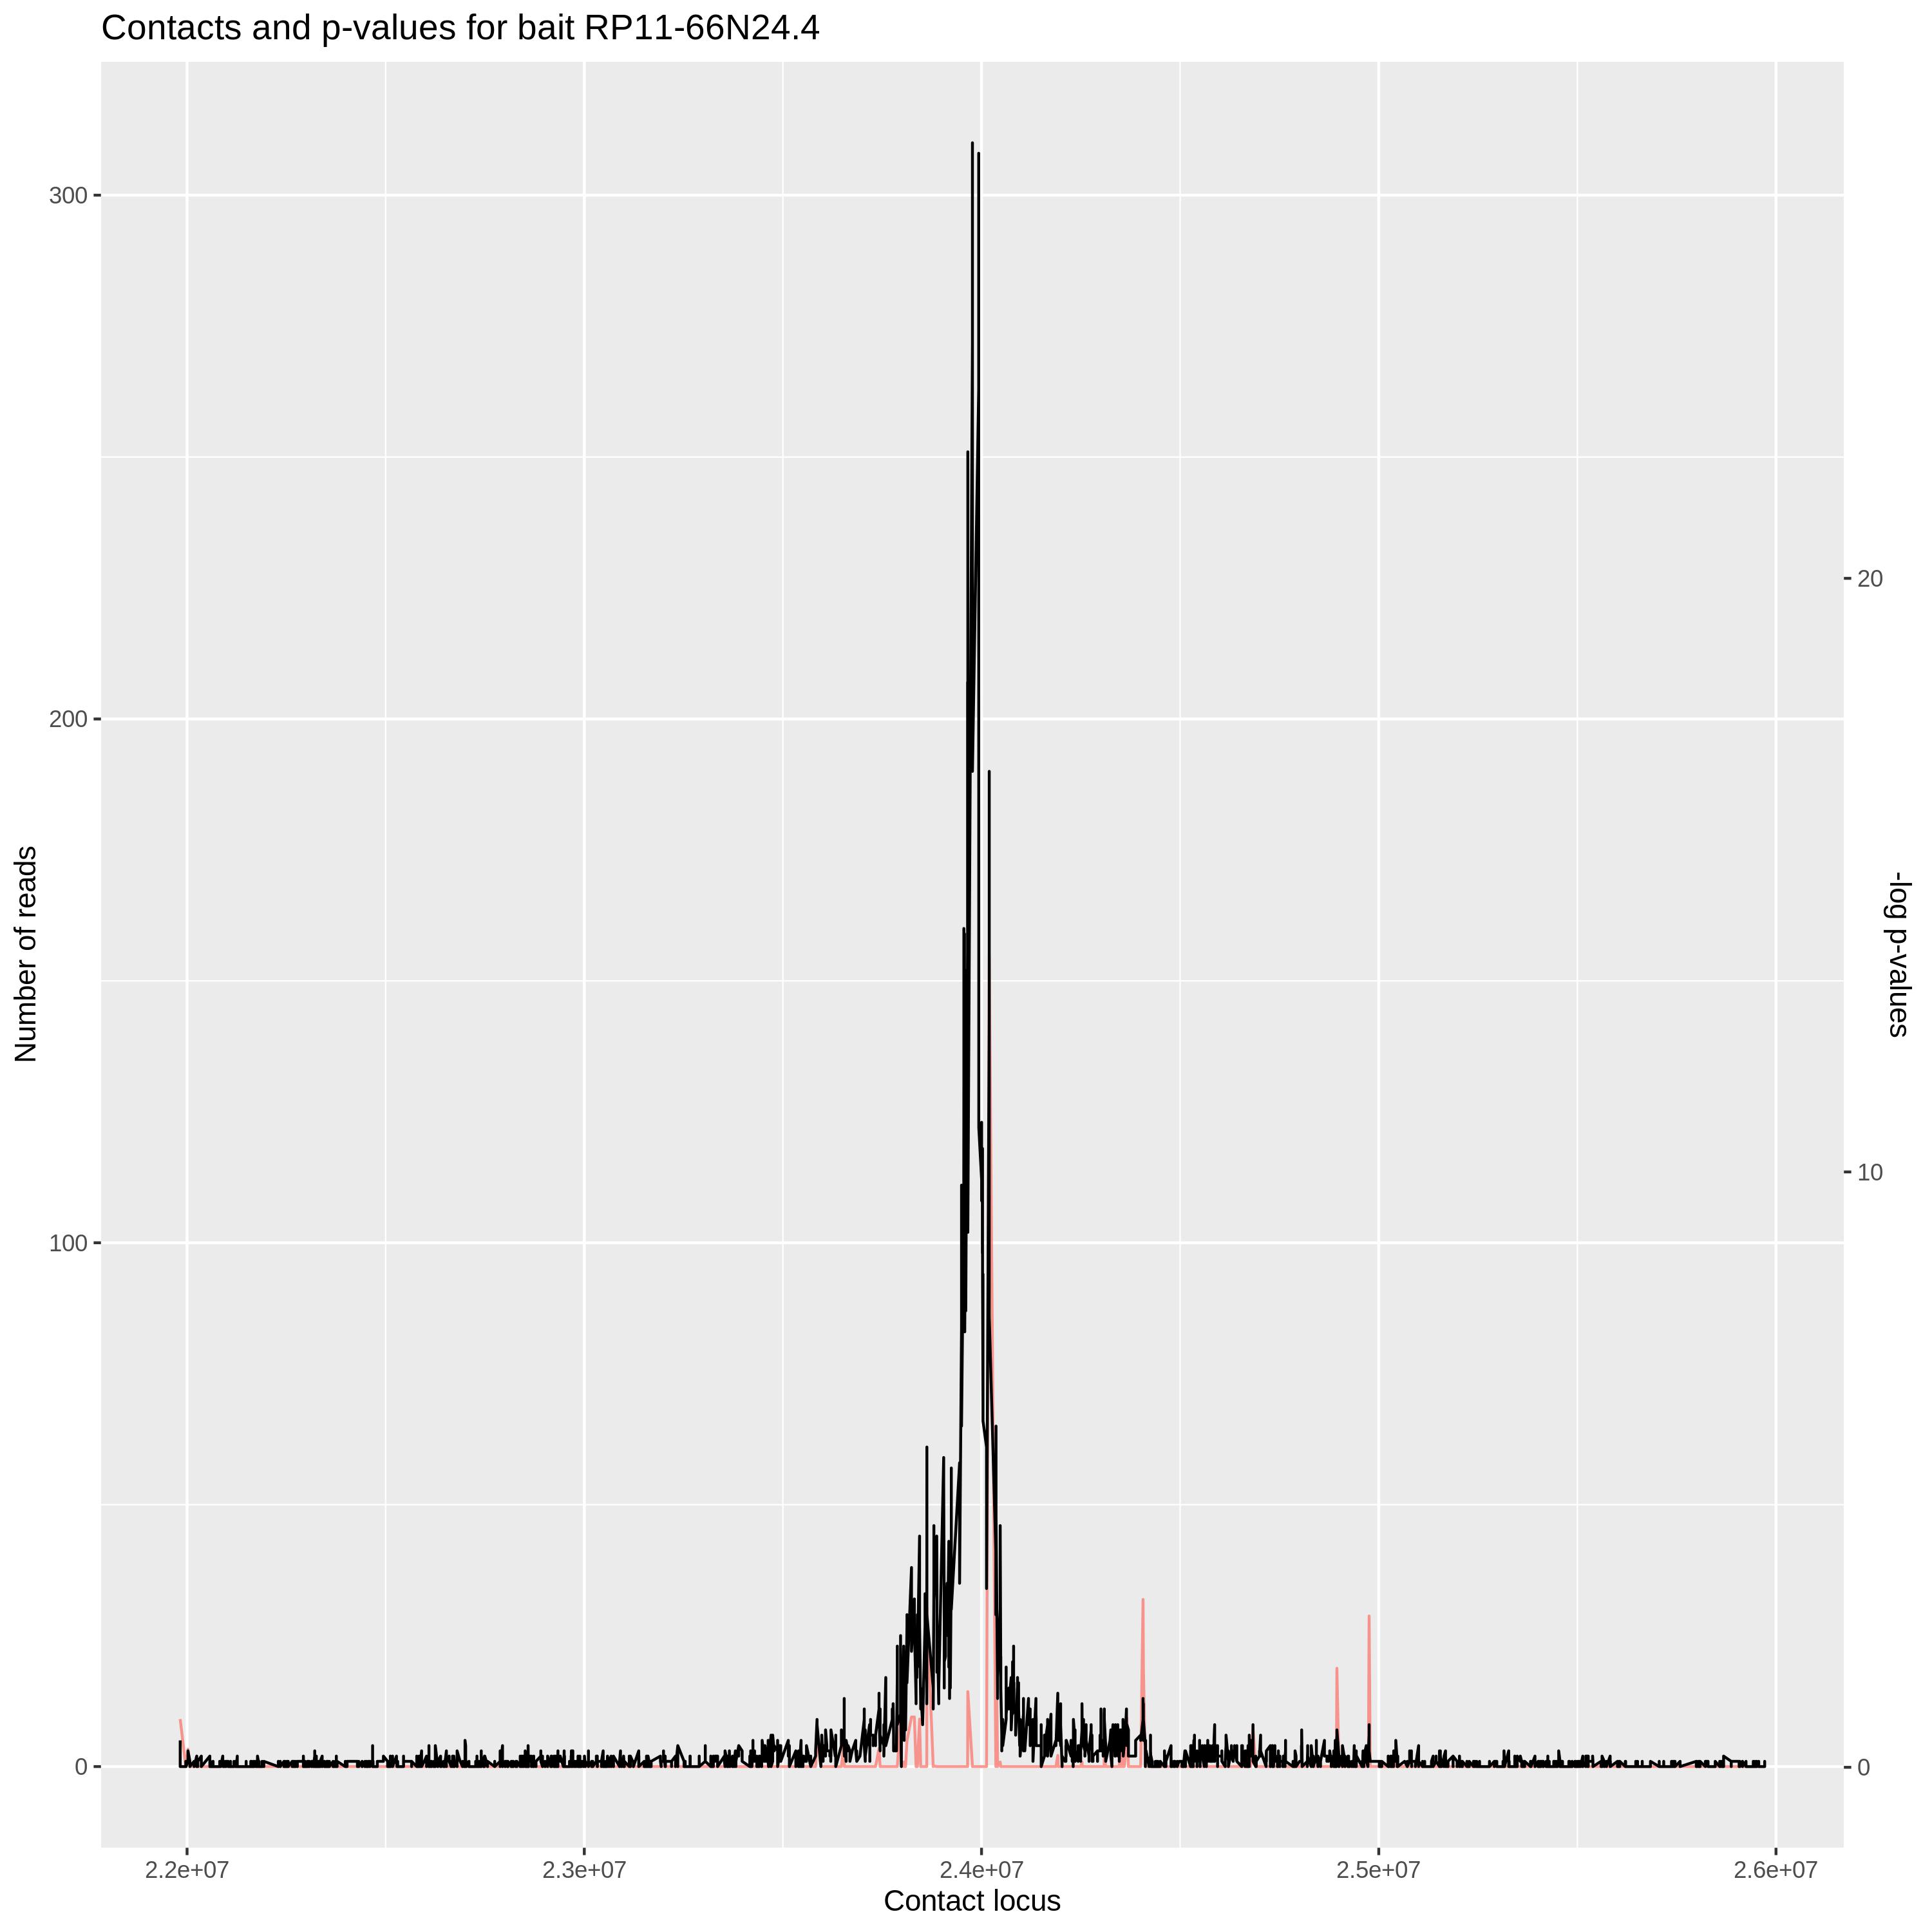 Contacts and p-values for bait RP11-66N24.4
300
200
100
0
Number of reads
20
10
0
-log p-values
2.2e+07
2.3e+07
2.4e+07
2.5e+07
2.6e+07
Contact locus